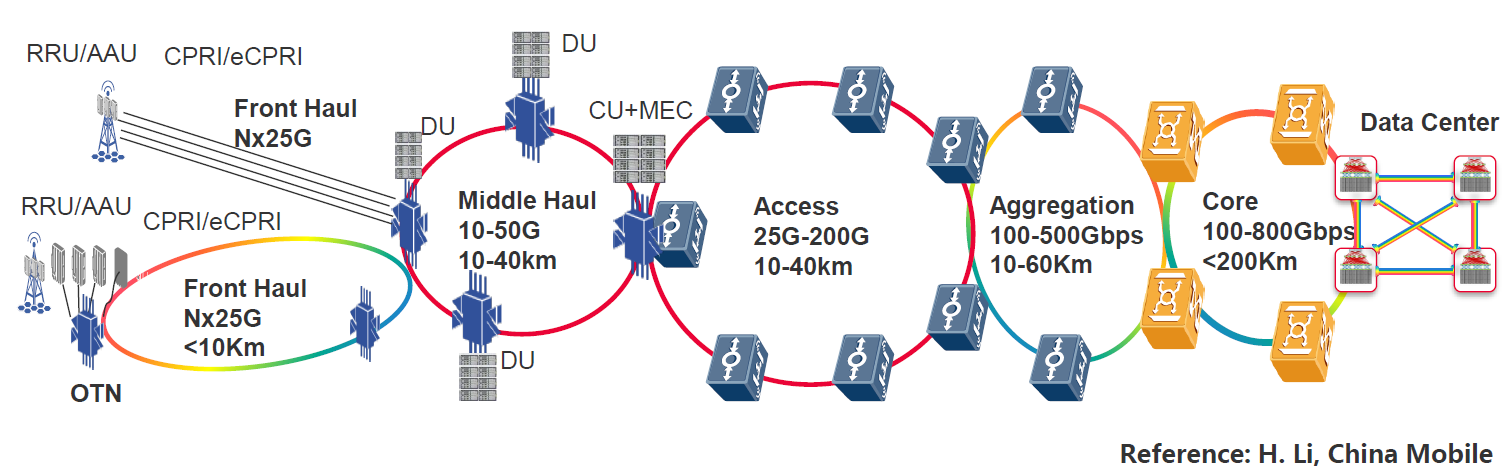 RRU/AAU
CPRI/eCPRI
Front Haul
Nx25G
RRU/AAU
CPRI/eCPRI
Front Haul
Nx25G
<10Km
OTN
DU
DU
DU
Middle Haul
10-50G
10-40km
CU+MEC
Access
25G-200G
10-40km
Aggregation
100-500Gbps
10-60Km
Core
100-800Gbps
<200Km
Data Center
Reference: H. Li, China Mobile